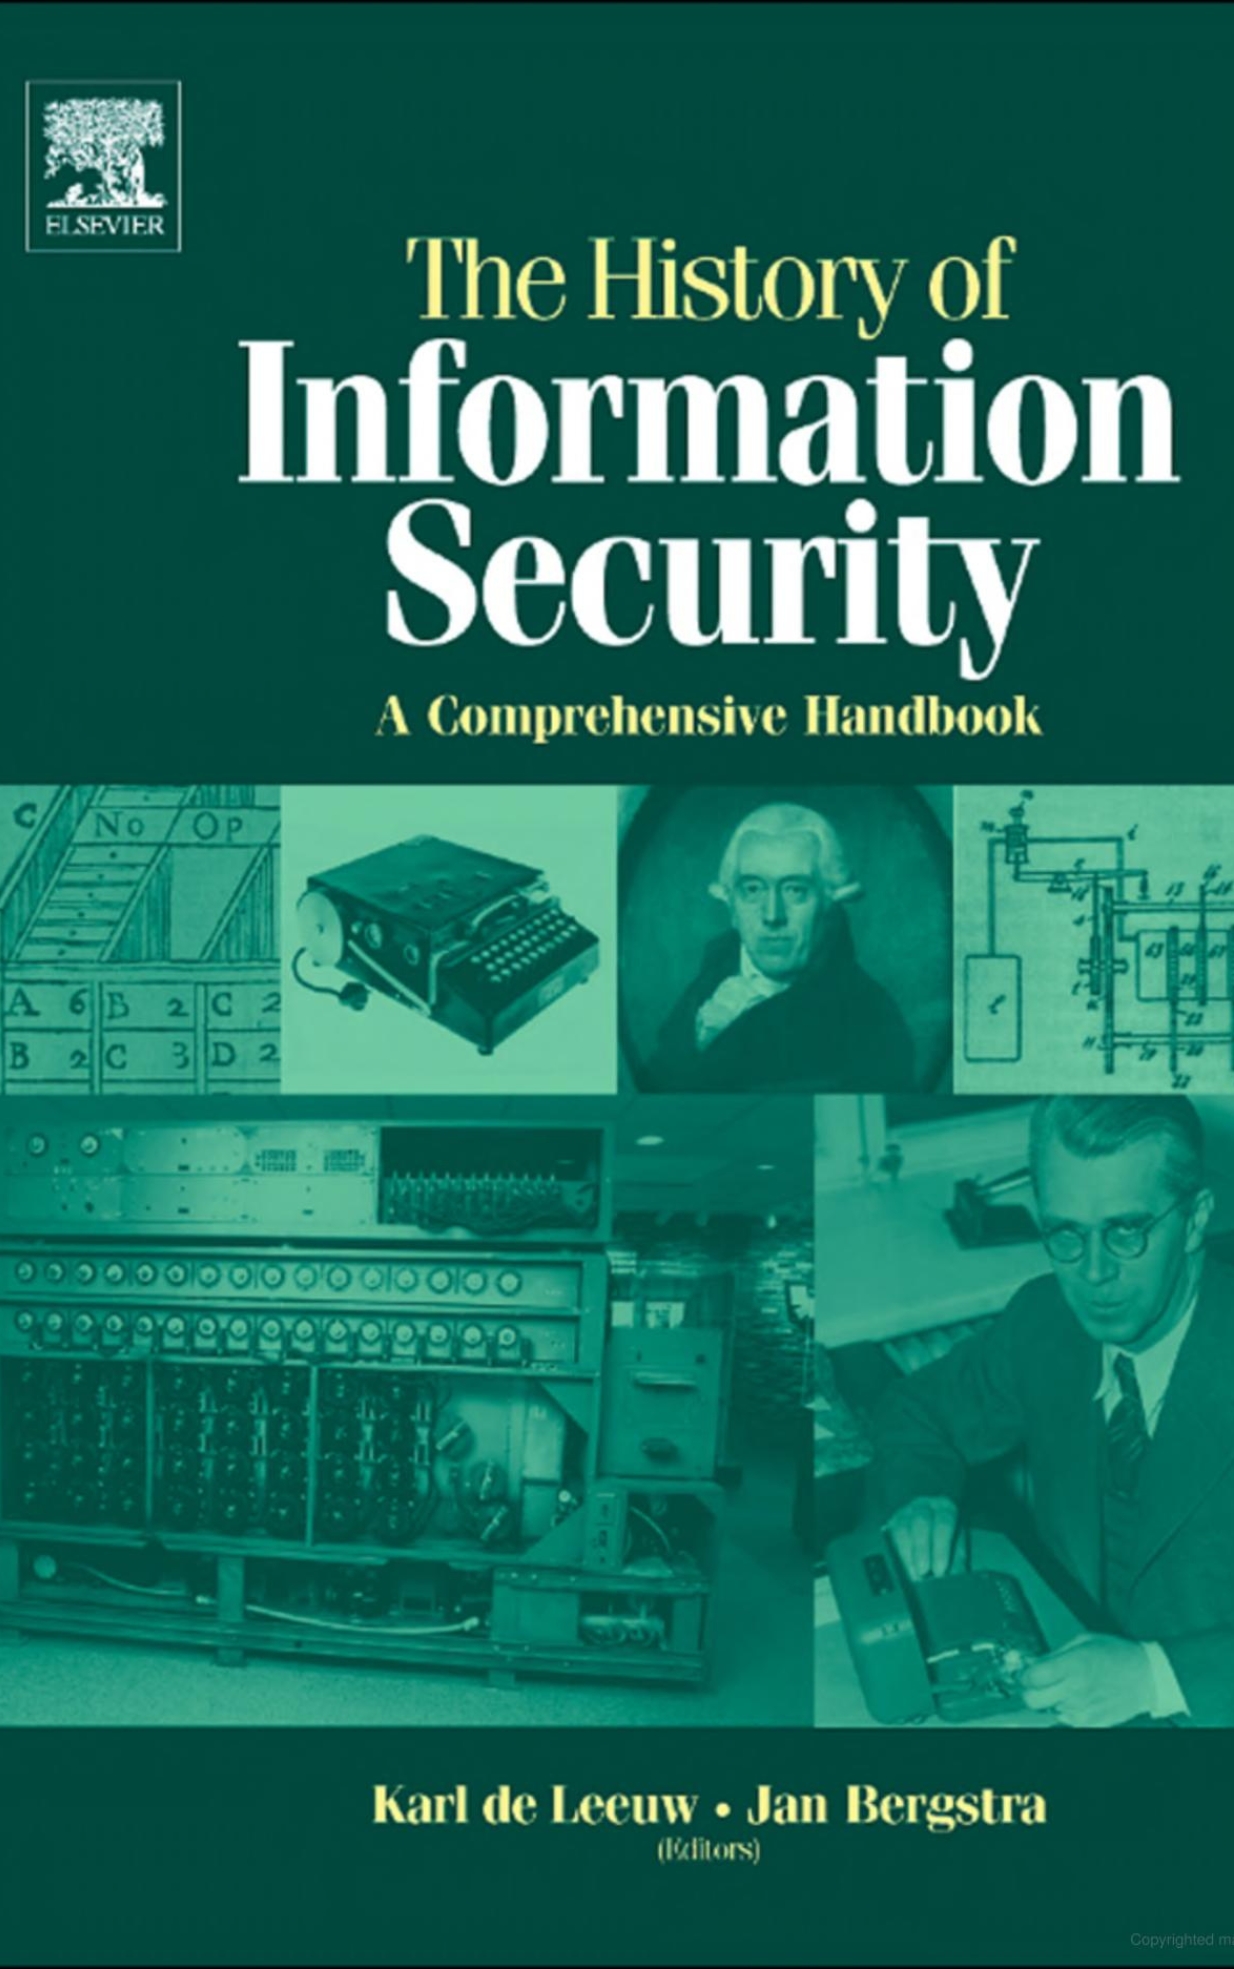 ELSEVIER
The History of
Information
Security
A Comprehensive Handbook
C No Op
A 6 B 2 C 2
B 2 C 3 D 2
Karl de Leeuw • Jan Bergstra
(Editors)
Copyrighted